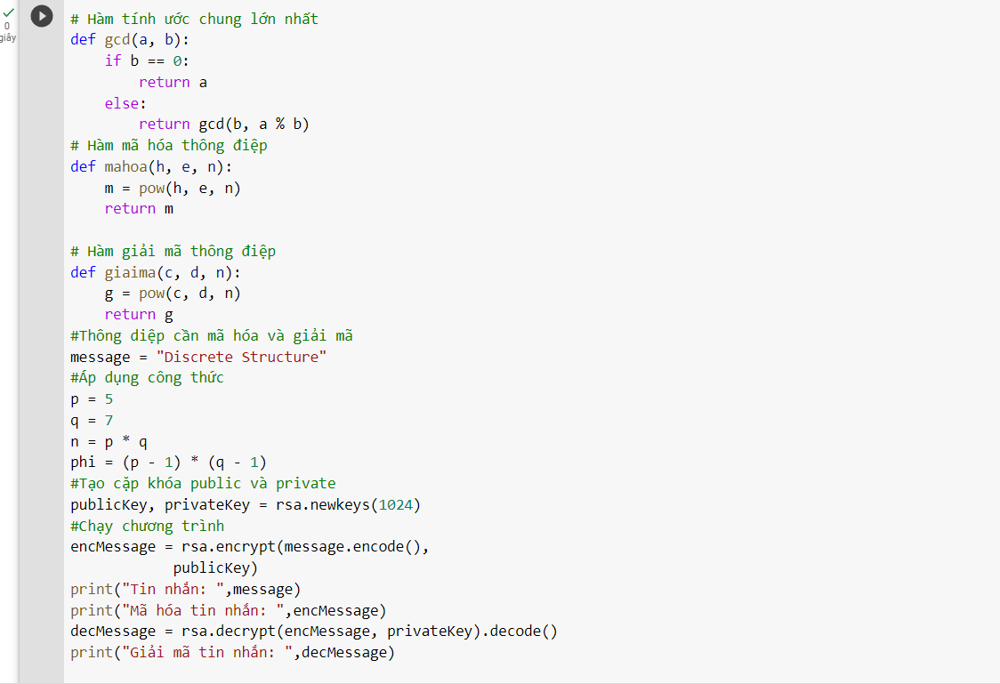 0
giây
# Hàm tính ước chung lớn nhất
def gcd(a, b):
    if b == 0:
        return a
    else:
        return gcd(b, a % b)
# Hàm mã hóa thông điệp
def mahoa(h, e, n):
    m = pow(h, e, n)
    return m
# Hàm giải mã thông điệp
def giaima(c, d, n):
    g = pow(c, d, n)
    return g
#Thông diệp cần mã hóa và giải mã
message = "Discrete Structure"
#Áp dụng công thức
p = 5
q = 7
n = p * q
phi = (p - 1) * (q - 1)
#Tạo cặp khóa public và private
publicKey, privateKey = rsa.newkeys(1024)
#Chạy chương trình
encMessage = rsa.encrypt(message.encode(),
            publicKey)
print("Tin nhắn: ",message)
print("Mã hóa tin nhắn: ",encMessage)
decMessage = rsa.decrypt(encMessage, privateKey).decode()
print("Giải mã tin nhắn: ",decMessage)